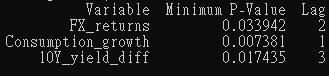 Variable Minimum P-Value Lag
FX_returns 0.033942 2
Consumption_growth 0.007381 1
10Y_yield_diff 0.017435 3